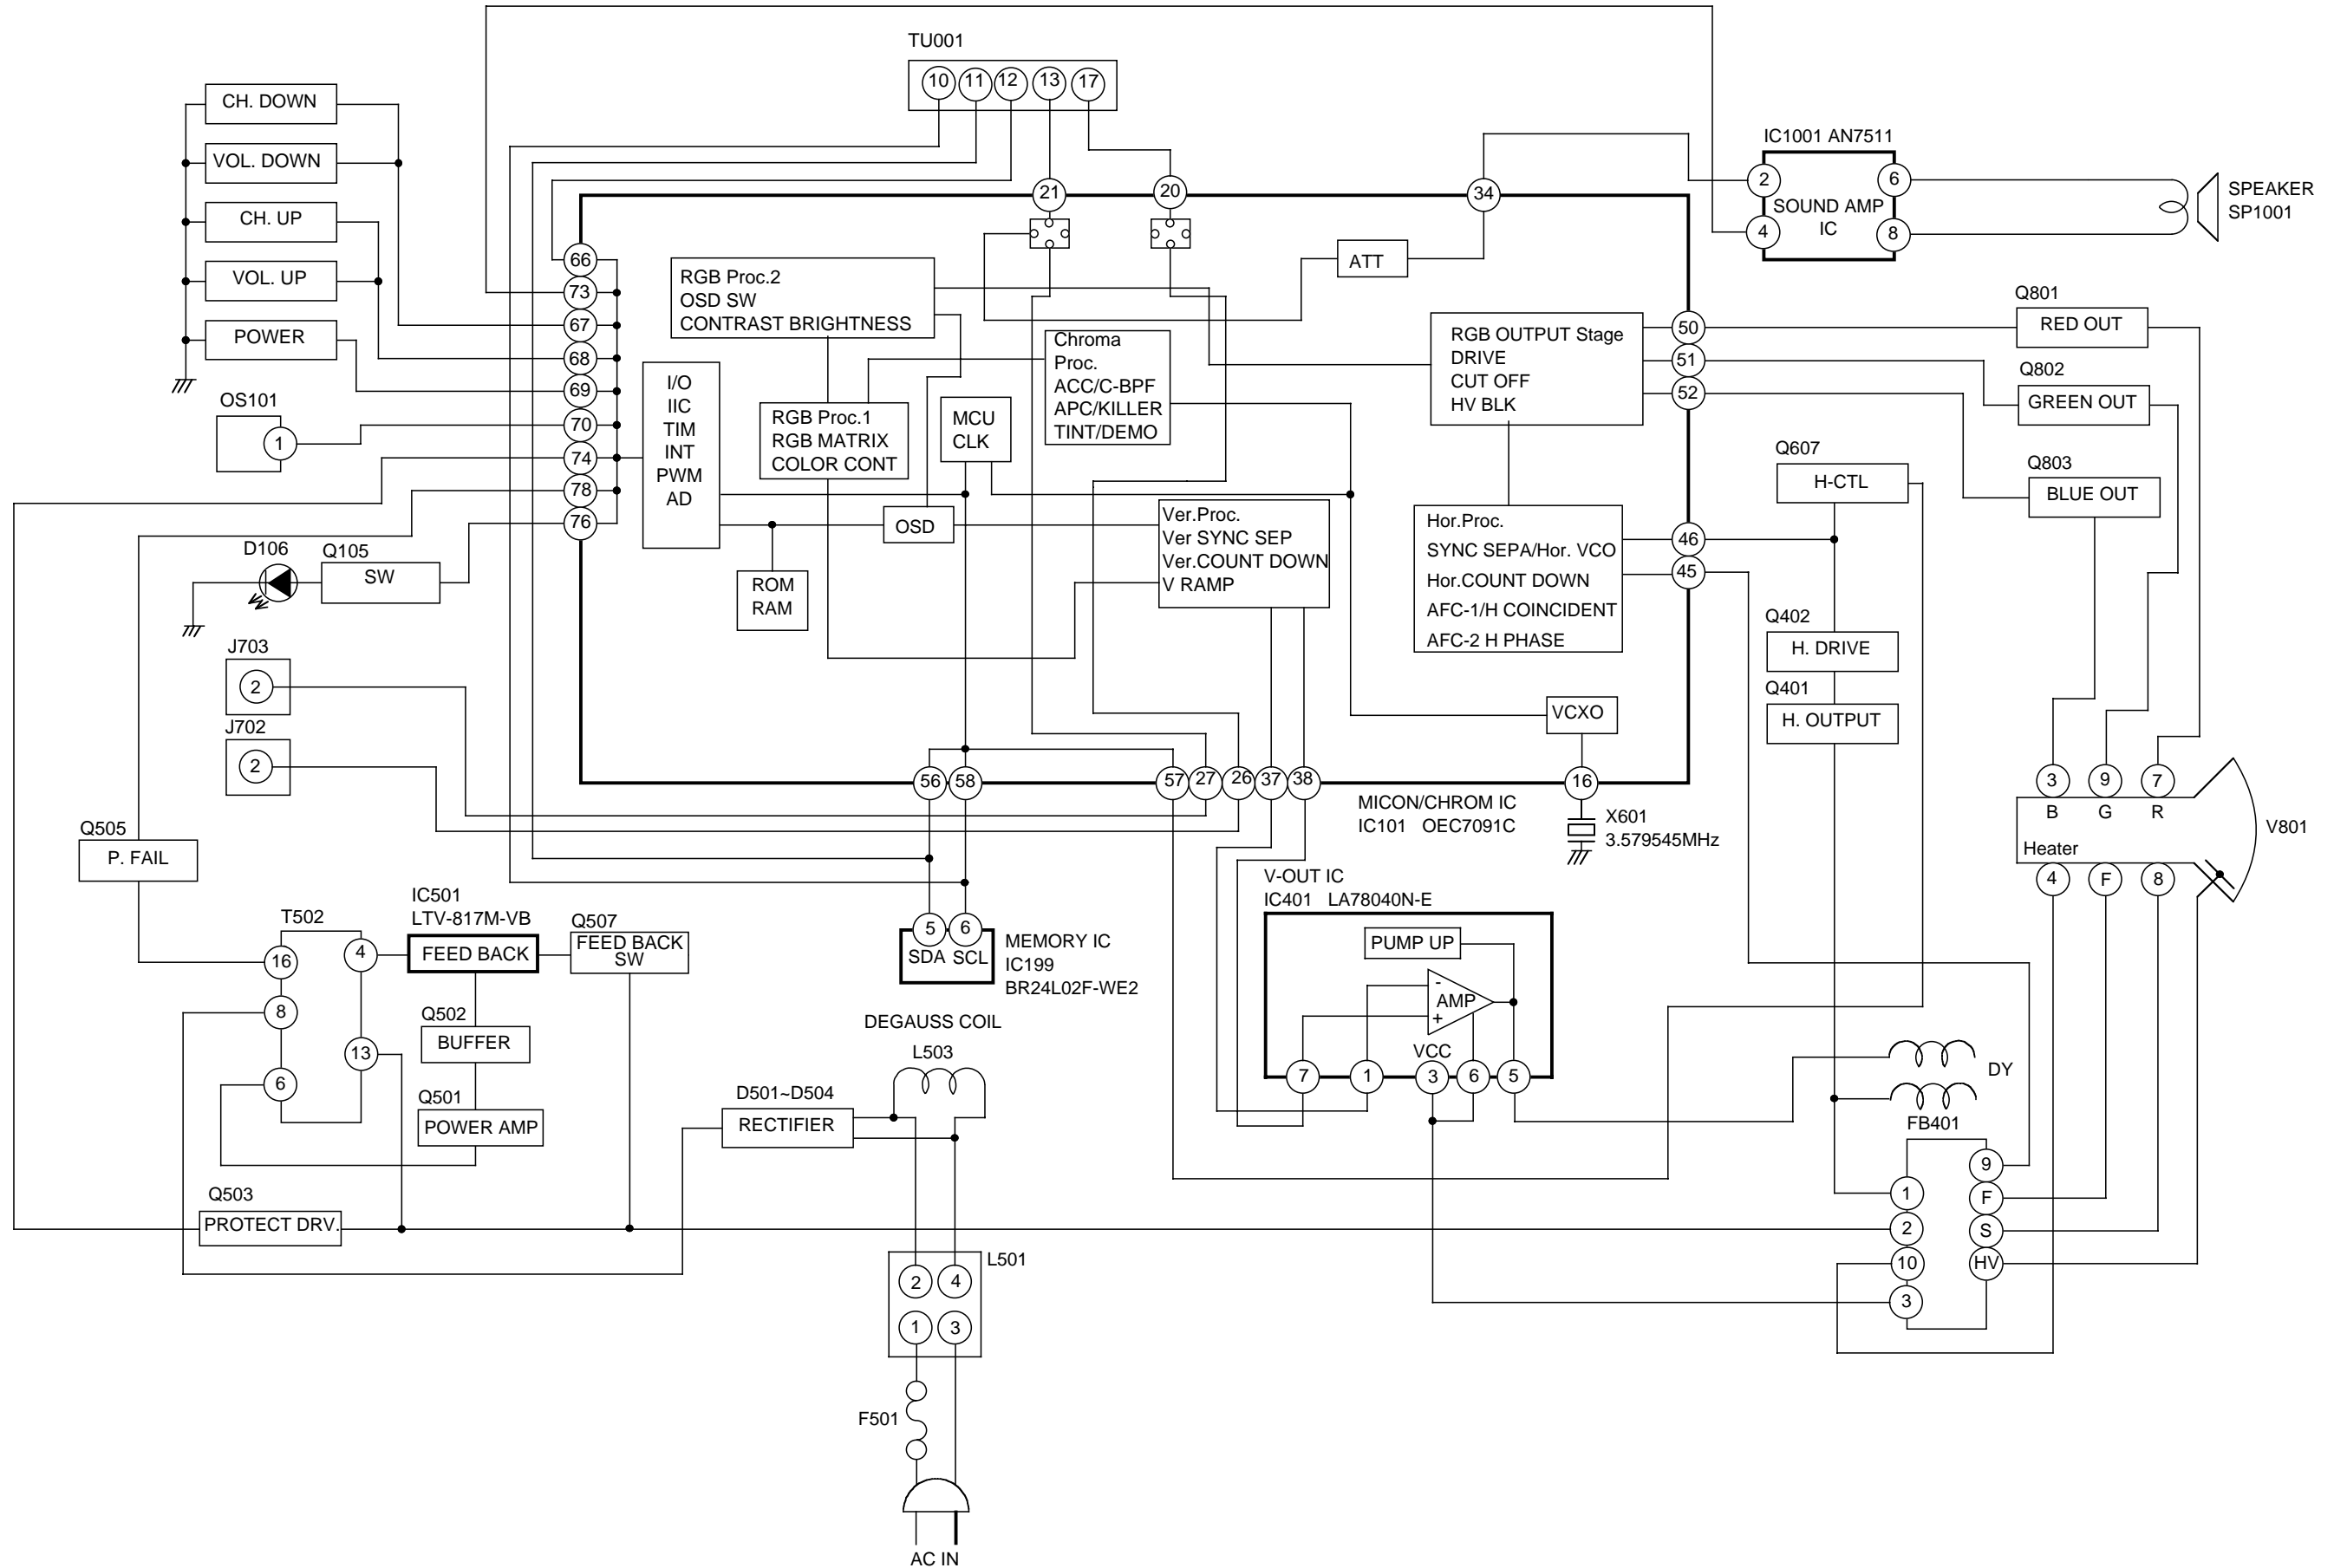 TU001
10 11 12 13 17
CH. DOWN
VOL. DOWN
CH. UP
VOL. UP
POWER
OS101
1
66
73
67
68
69
70
74
78
76
21
20
34
IC1001 AN7511
2
6
SOUND AMP
IC
4
8
SPEAKER
SP1001
RGB Proc.2
OSD SW
CONTRAST BRIGHTNESS
ATT
Chroma
Proc.
ACC/C-BPF
APC/KILLER
TINT/DEMO
RGB OUTPUT Stage
DRIVE
CUT OFF
HV BLK
50
51
52
Q801
RED OUT
Q802
GREEN OUT
Q803
BLUE OUT
I/O
IIC
TIM
INT
PWM
AD
RGB Proc.1
RGB MATRIX
COLOR CONT
MCU
CLK
OSD
ROM
RAM
Ver.Proc.
Ver SYNC SEP
Ver.COUNT DOWN
V RAMP
Hor.Proc.
SYNC SEPA/Hor. VCO
Hor.COUNT DOWN
AFC-1/H COINCIDENT
AFC-2 H PHASE
46
45
Q607
H-CTL
Q402
H. DRIVE
Q401
H. OUTPUT
VCXO
D106
Q105
SW
J703
2
J702
2
56
58
57
27
26
37
38
16
MICON/CHROM IC
IC101 OEC7091C
X601
3.579545MHz
3
9
7
B
G
R
V801
Heater
4
F
8
Q505
P. FAIL
T502
16
4
8
13
6
IC501
LTV-817M-VB
FEED BACK
Q507
FEED BACK
SW
Q502
BUFFER
Q501
POWER AMP
Q503
PROTECT DRV.
5
6
SDA SCL
MEMORY IC
IC199
BR24L02F-WE2
DEGAUSS COIL
L503
D501~D504
RECTIFIER
V-OUT IC
IC401 LA78040N-E
PUMP UP
-
AMP
+
VCC
7
1
3
6
5
DY
FB401
9
1
F
2
S
10
HV
3
L501
2
4
1
3
F501
AC IN